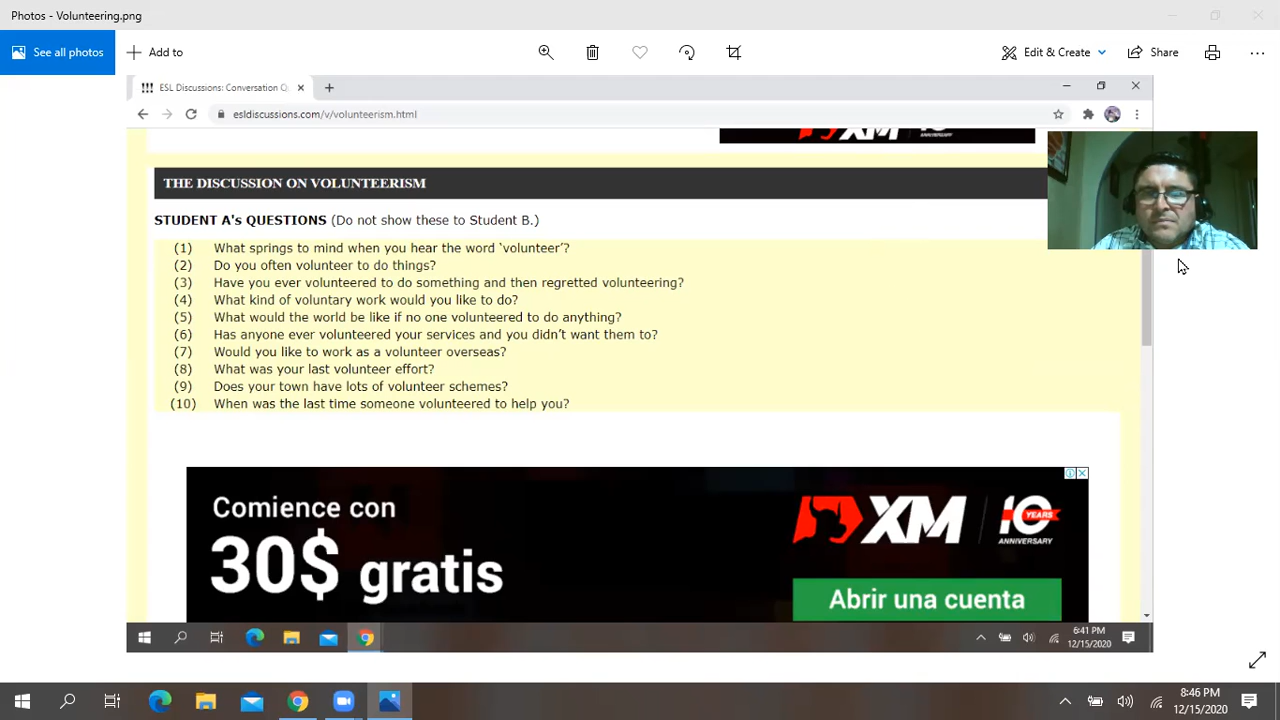 Photos - Volunteering.png
See all photos
Add to
Edit & Create
Share
ESL Discussions: Conversation Q
esldiscussions.com/v/volunteerism.html
XM
ANNIVERSARY
THE DISCUSSION ON VOLUNTEERISM
STUDENT A's QUESTIONS (Do not show these to Student B.)
(1) What springs to mind when you hear the word ‘volunteer’?
(2) Do you often volunteer to do things?
(3) Have you ever volunteered to do something and then regretted volunteering?
(4) What kind of voluntary work would you like to do?
(5) What would the world be like if no one volunteered to do anything?
(6) Has anyone ever volunteered your services and you didn’t want them to?
(7) Would you like to work as a volunteer overseas?
(8) What was your last volunteer effort?
(9) Does your town have lots of volunteer schemes?
(10) When was the last time someone volunteered to help you?
Comience con
30$ gratis
XM 10 YEARS
ANNIVERSARY
Abrir una cuenta
6:41 PM
12/15/2020
8:46 PM
12/15/2020